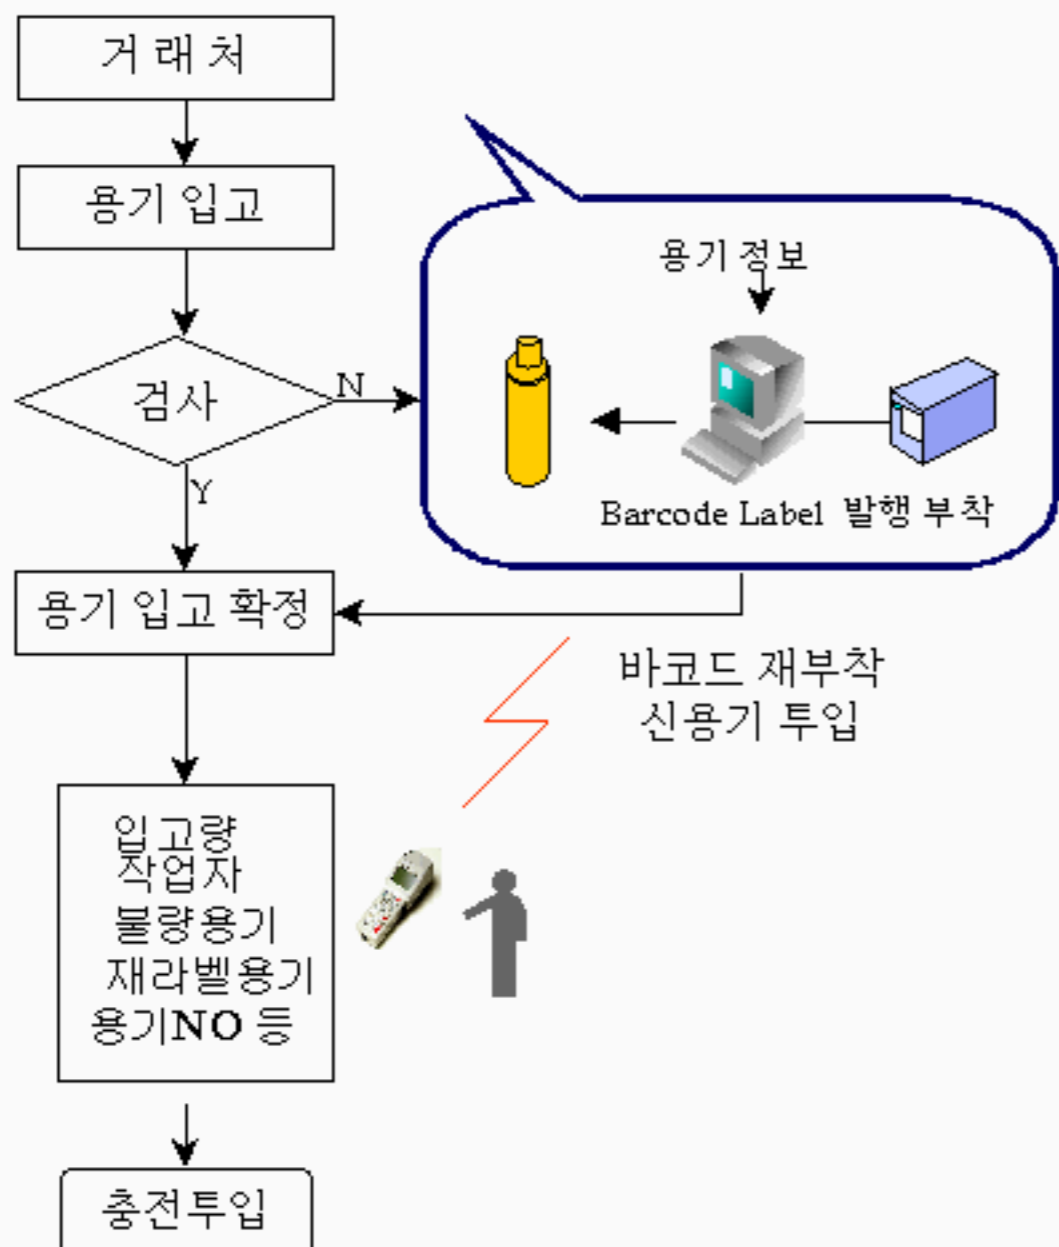 거 래 처
용기 입고
용기 정보
검사
N
Y
Barcode Label 발행 부착
용기 입고 확정
바코드 재부착
신용기 투입
입고량
작업자
불량용기
재라벨용기
용기NO 등
충전투입